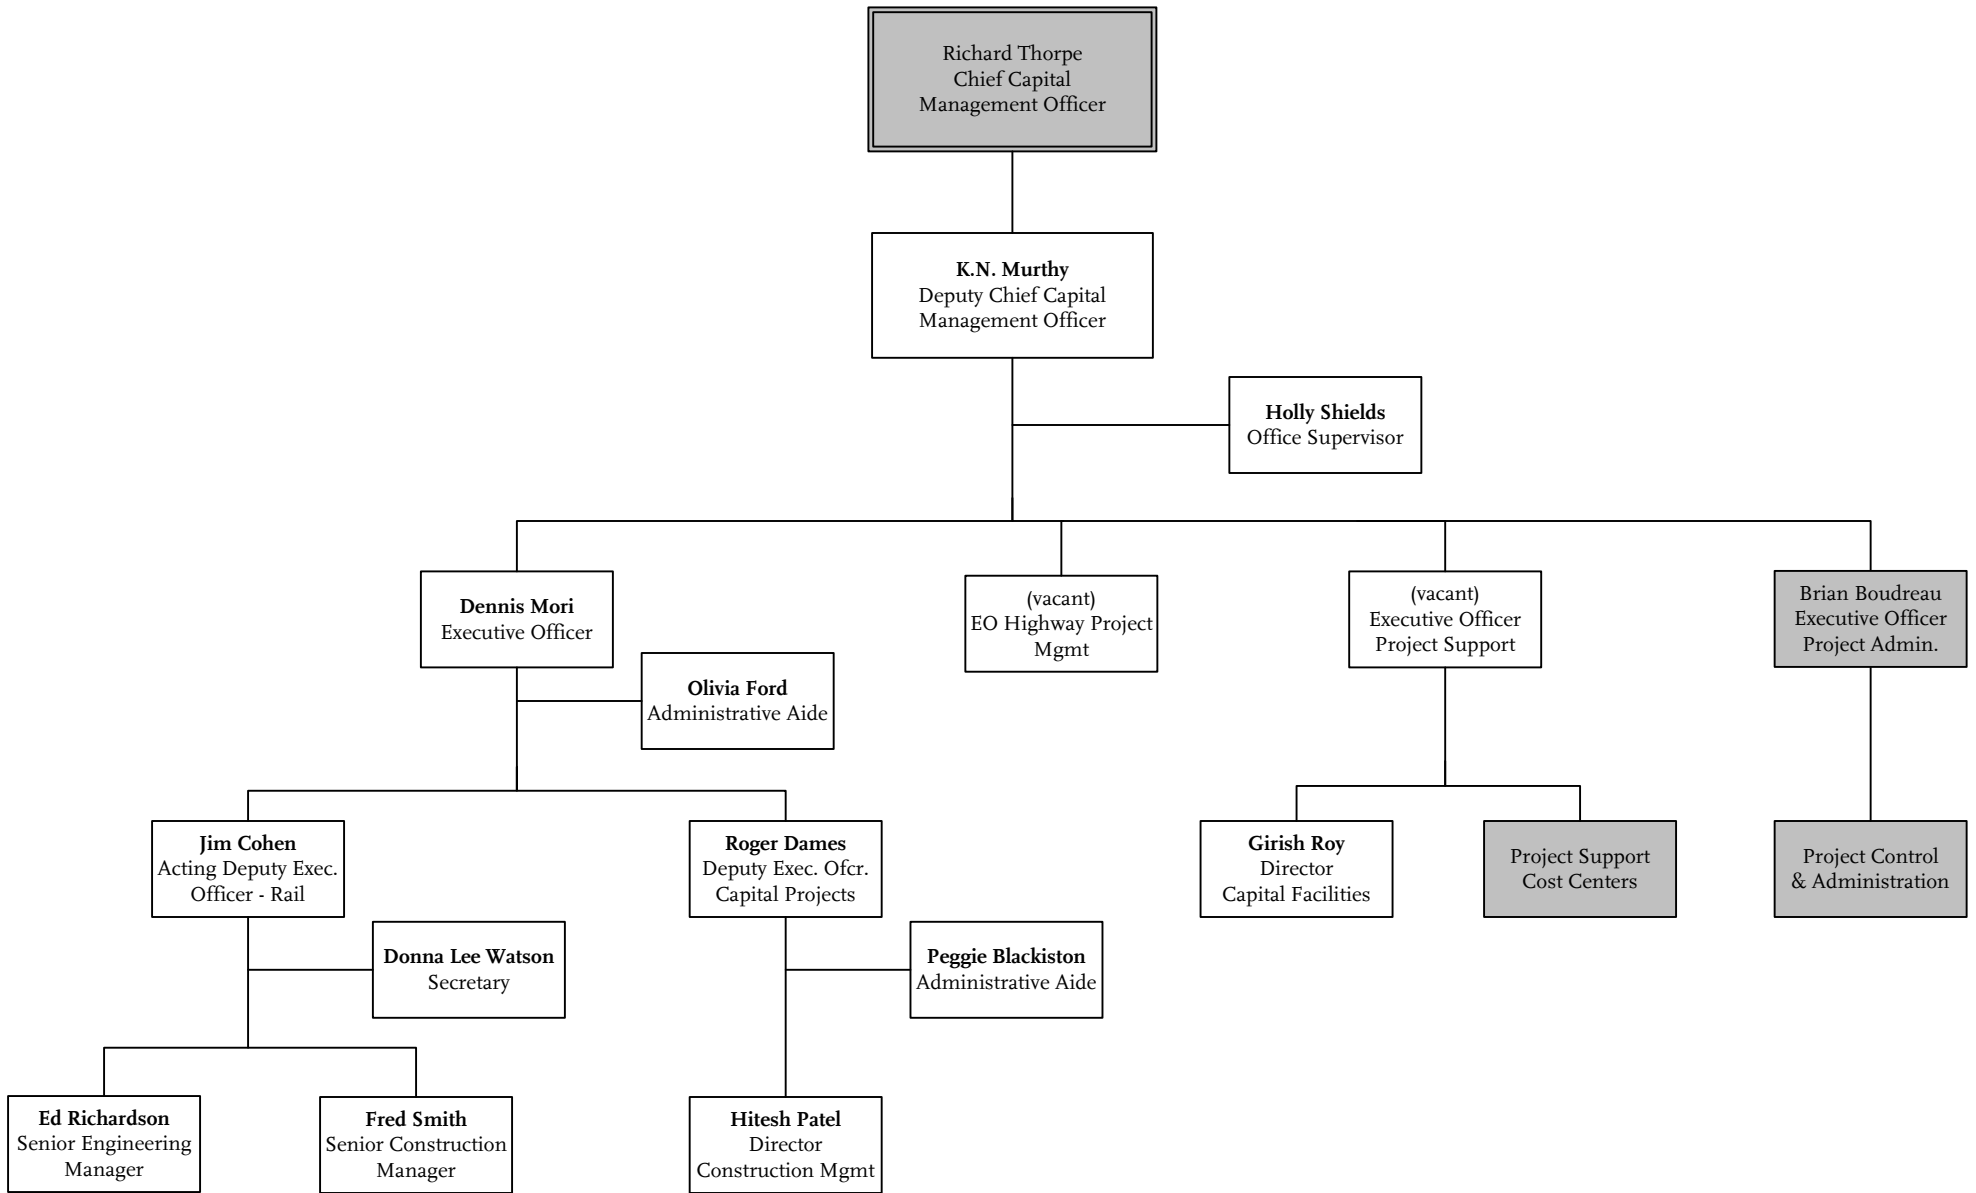 Richard Thorpe
Chief Capital
Management Officer
K.N. Murthy
Deputy Chief Capital
Management Officer
Holly Shields
Office Supervisor
Dennis Mori
Executive Officer
(vacant)
EO Highway Project
Mgmt
(vacant)
Executive Officer
Project Support
Brian Boudreau
Executive Officer
Project Admin.
Olivia Ford
Administrative Aide
Jim Cohen
Acting Deputy Exec.
Officer - Rail
Roger Dames
Deputy Exec. Ofcr.
Capital Projects
Girish Roy
Director
Capital Facilities
Project Support
Cost Centers
Project Control
& Administration
Donna Lee Watson
Secretary
Peggie Blackiston
Administrative Aide
Ed Richardson
Senior Engineering
Manager
Fred Smith
Senior Construction
Manager
Hitesh Patel
Director
Construction Mgmt